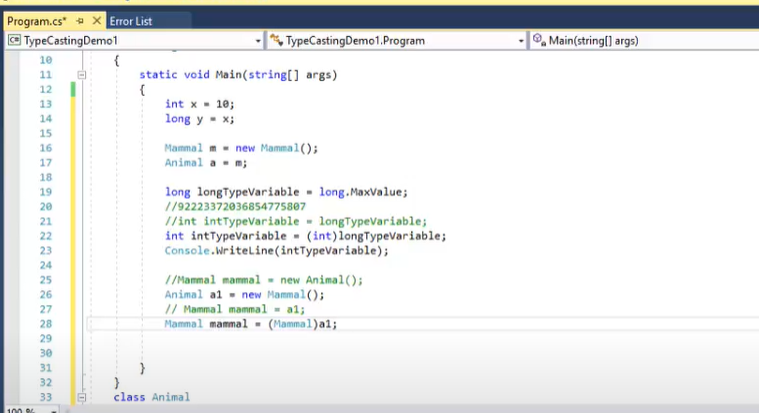 Program.cs*
Error List
TypeCastingDemo1
TypeCastingDemo1.Program
Main(string[] args)
10 {
11 static void Main(string[] args)
12 {
13 int x = 10;
14 long y = x;
15
16 Mammal m = new Mammal();
17 Animal a = m;
18
19 long longTypeVariable = long.MaxValue;
20 //92223372036854775807
21 //int intTypeVariable = longTypeVariable;
22 int intTypeVariable = (int)longTypeVariable;
23 Console.WriteLine(intTypeVariable);
24
25 //Mammal mammal = new Animal();
26 Animal a1 = new Mammal();
27 // Mammal mammal = a1;
28 Mammal mammal = (Mammal)a1;
29
30
31 }
32 }
33 class Animal
100 %